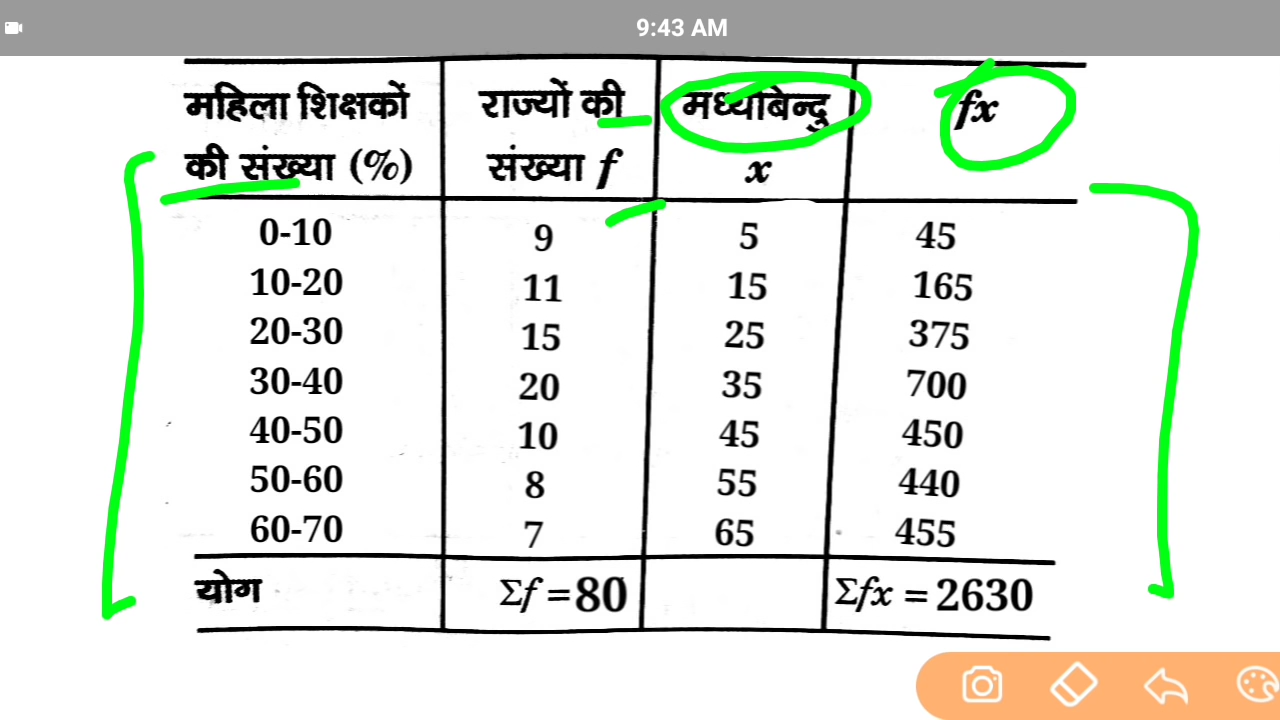 9:43 AM
महिला शिक्षकों की संख्या (%) राज्यों की संख्या f मध्याबिन्दु x fx
0-10 9 5 45
10-20 11 15 165
20-30 15 25 375
30-40 20 35 700
40-50 10 45 450
50-60 8 55 440
60-70 7 65 455
योग Σf = 80 Σfx = 2630